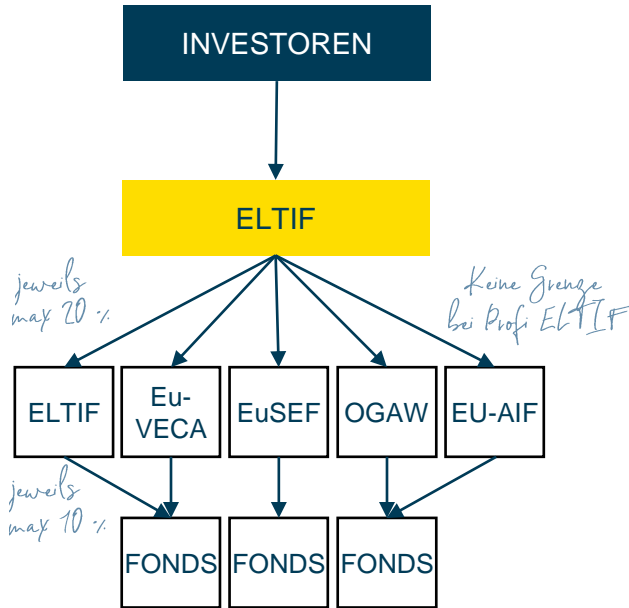 INVESTOREN
ELTIF
jeweils
max 20 %
Keine Grenze
bei Profi ELTIF
ELTIF
Eu-
VECA
EuSEF
OGAW
EU-AIF
jeweils
max 10 %
FONDS
FONDS
FONDS